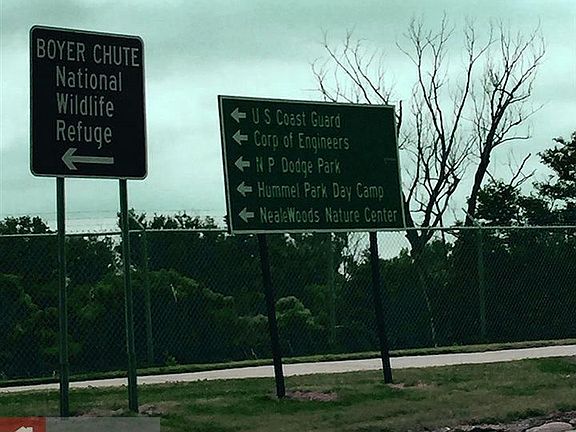 BOYER CHUTE
National
Wildlife
Refuge
U S Coast Guard
Corp of Engineers
N P Dodge Park
Hummel Park Day Camp
NealeWoods Nature Center